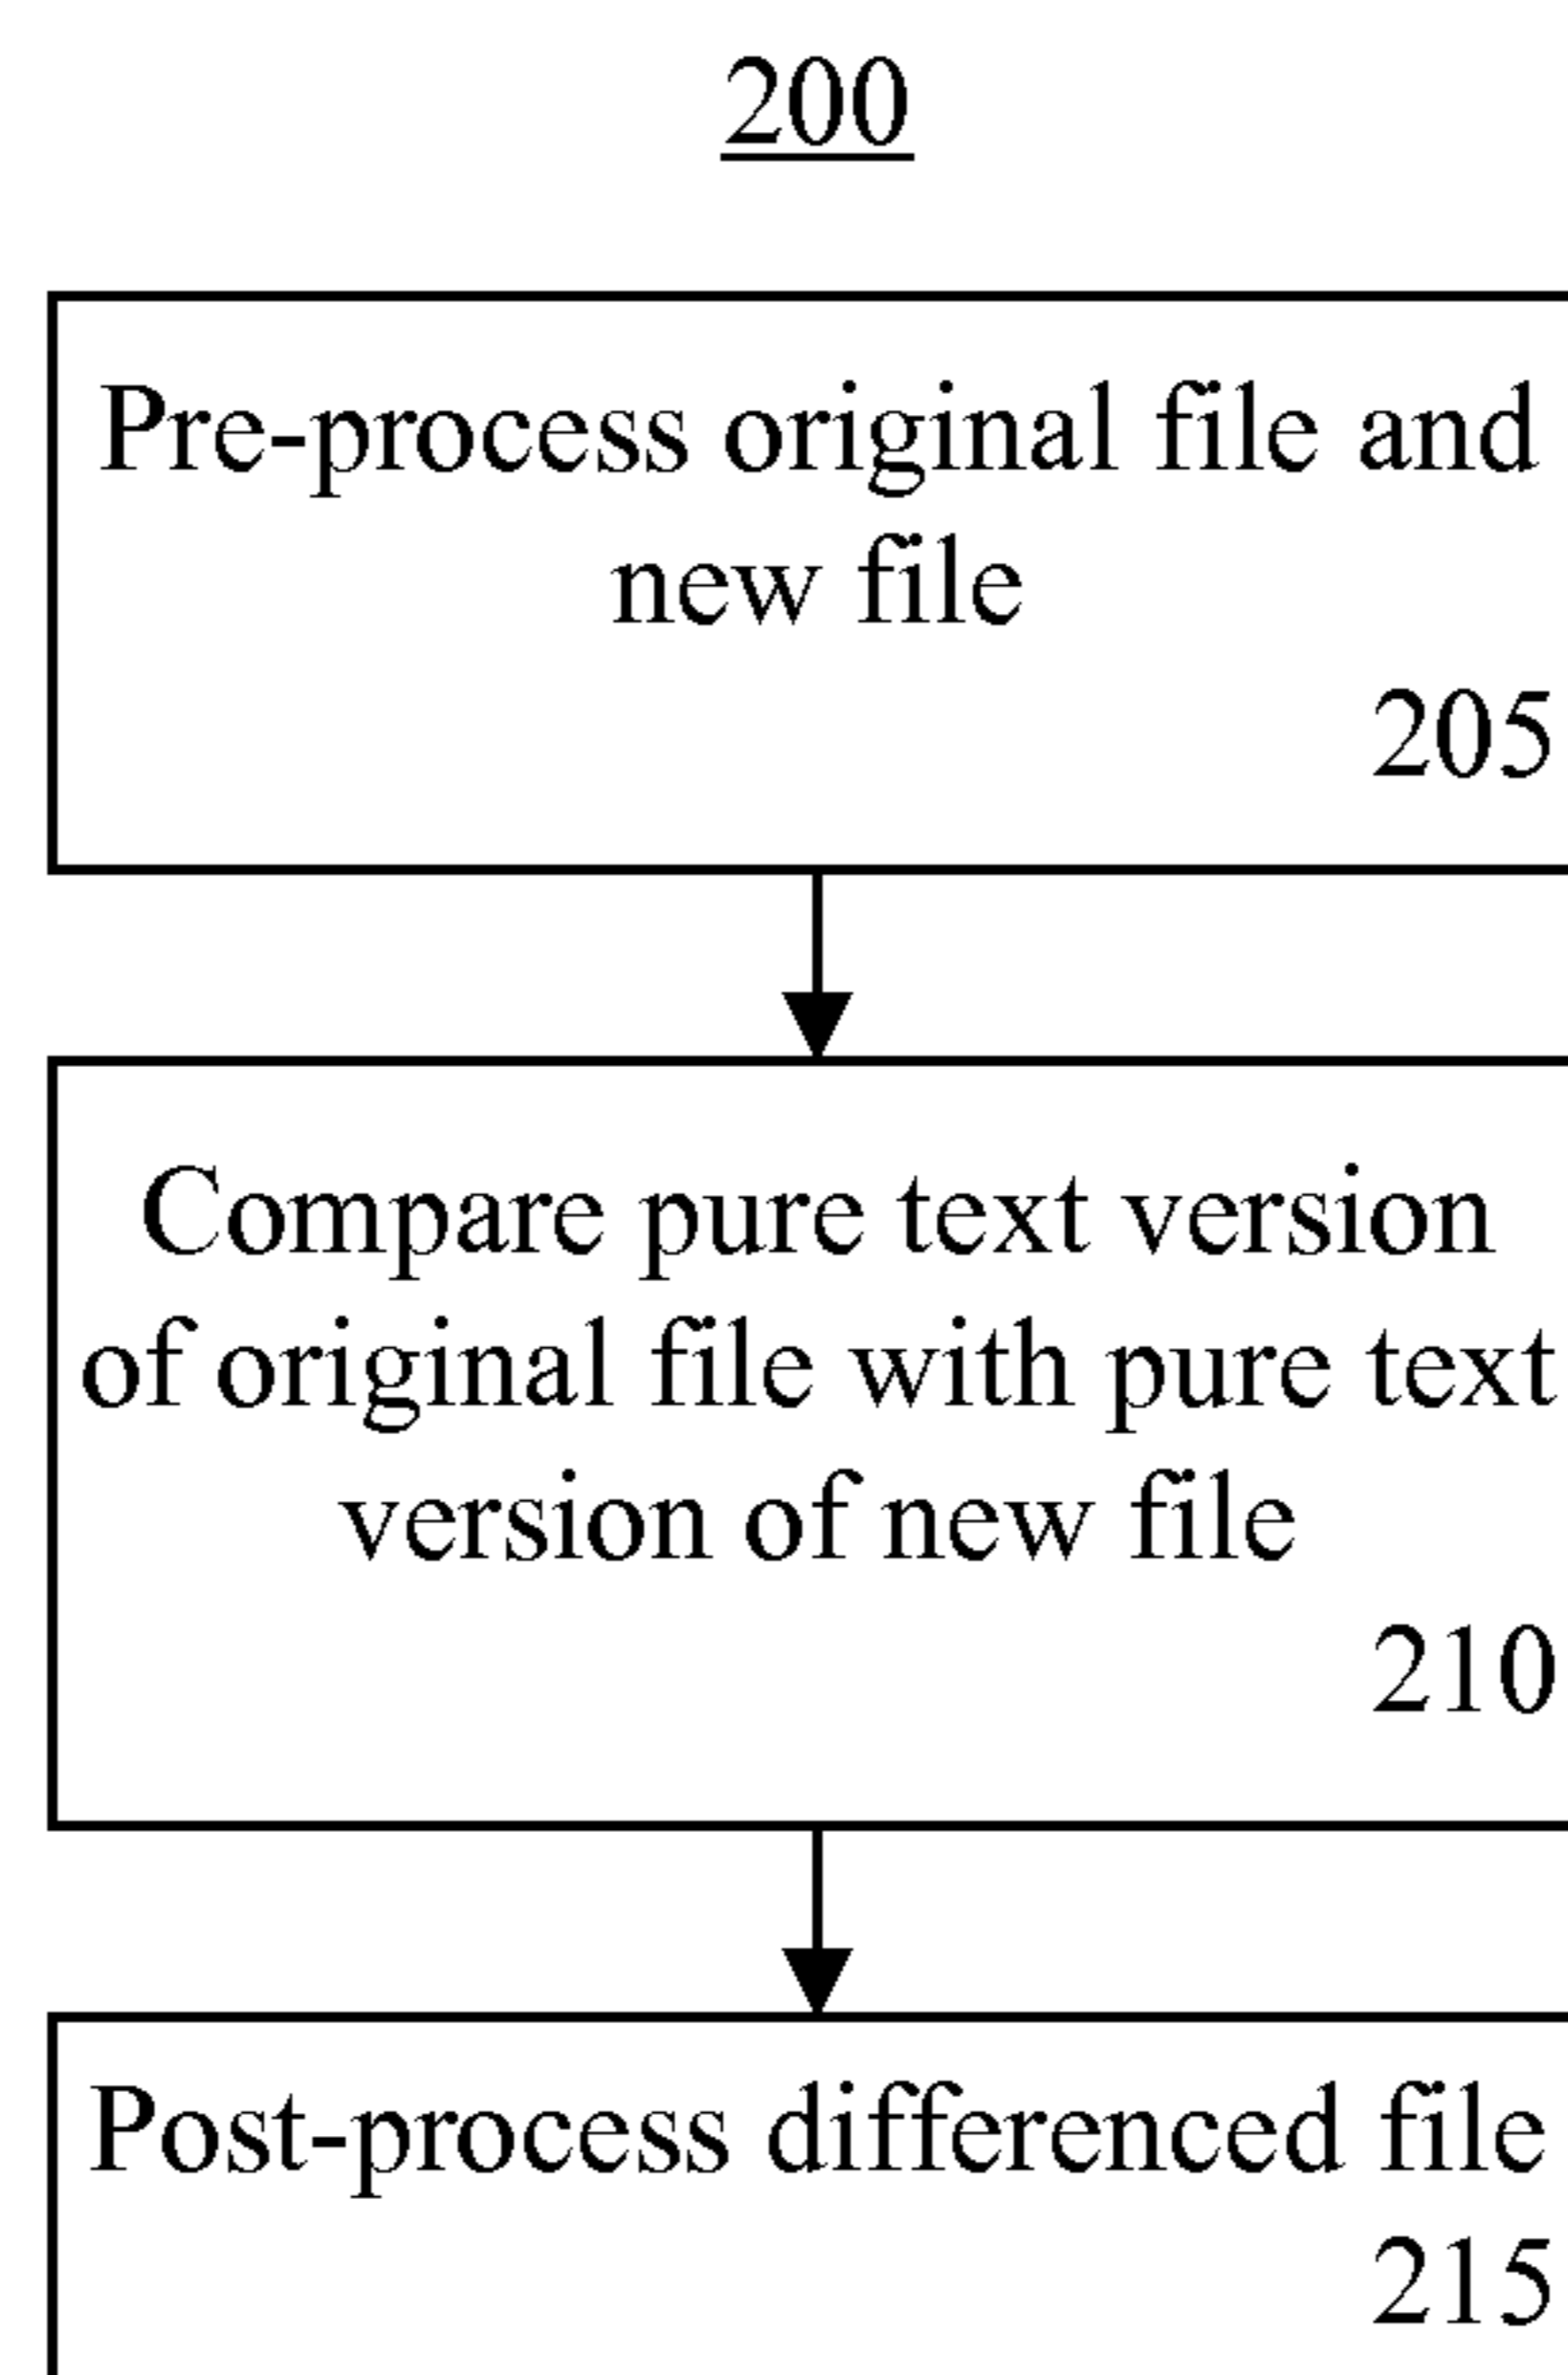 200
Pre-process original file and
new file
205
Compare pure text version
of original file with pure text
version of new file
210
Post-process differenced file
215